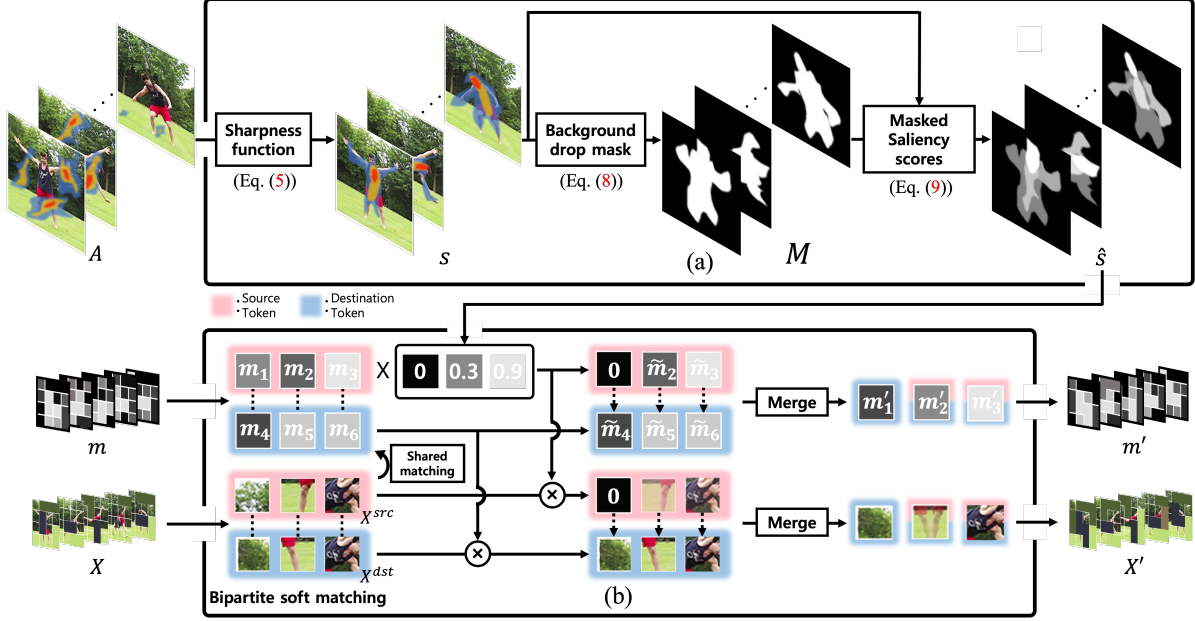 Sharpness
function
(Eq. (5))
Background
drop mask
(Eq. (8))
Masked
Saliency
scores
(Eq. (9))
A
s
(a)
M
ŝ
Source
Token
Destination
Token
m₁ m₂ m₃ X 0 0.3 0.9 0 m̃₂ m̃₃
Merge m′₁ m′₂ m′₃
m₄ m₅ m₆ m̃₄ m̃₅ m̃₆
m
m′
Shared
matching
0
X^src
Merge
X^dst
X
X′
Bipartite soft matching
(b)